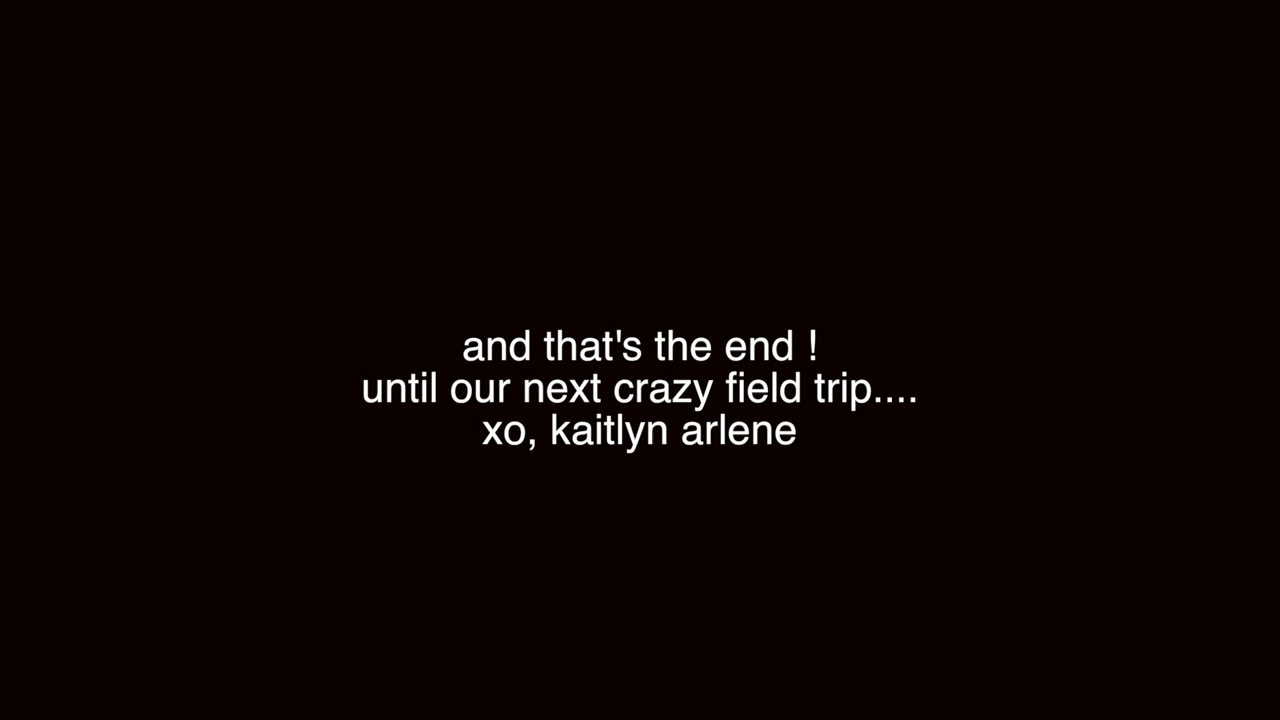 and that's the end !
until our next crazy field trip....
xo, kaitlyn arlene